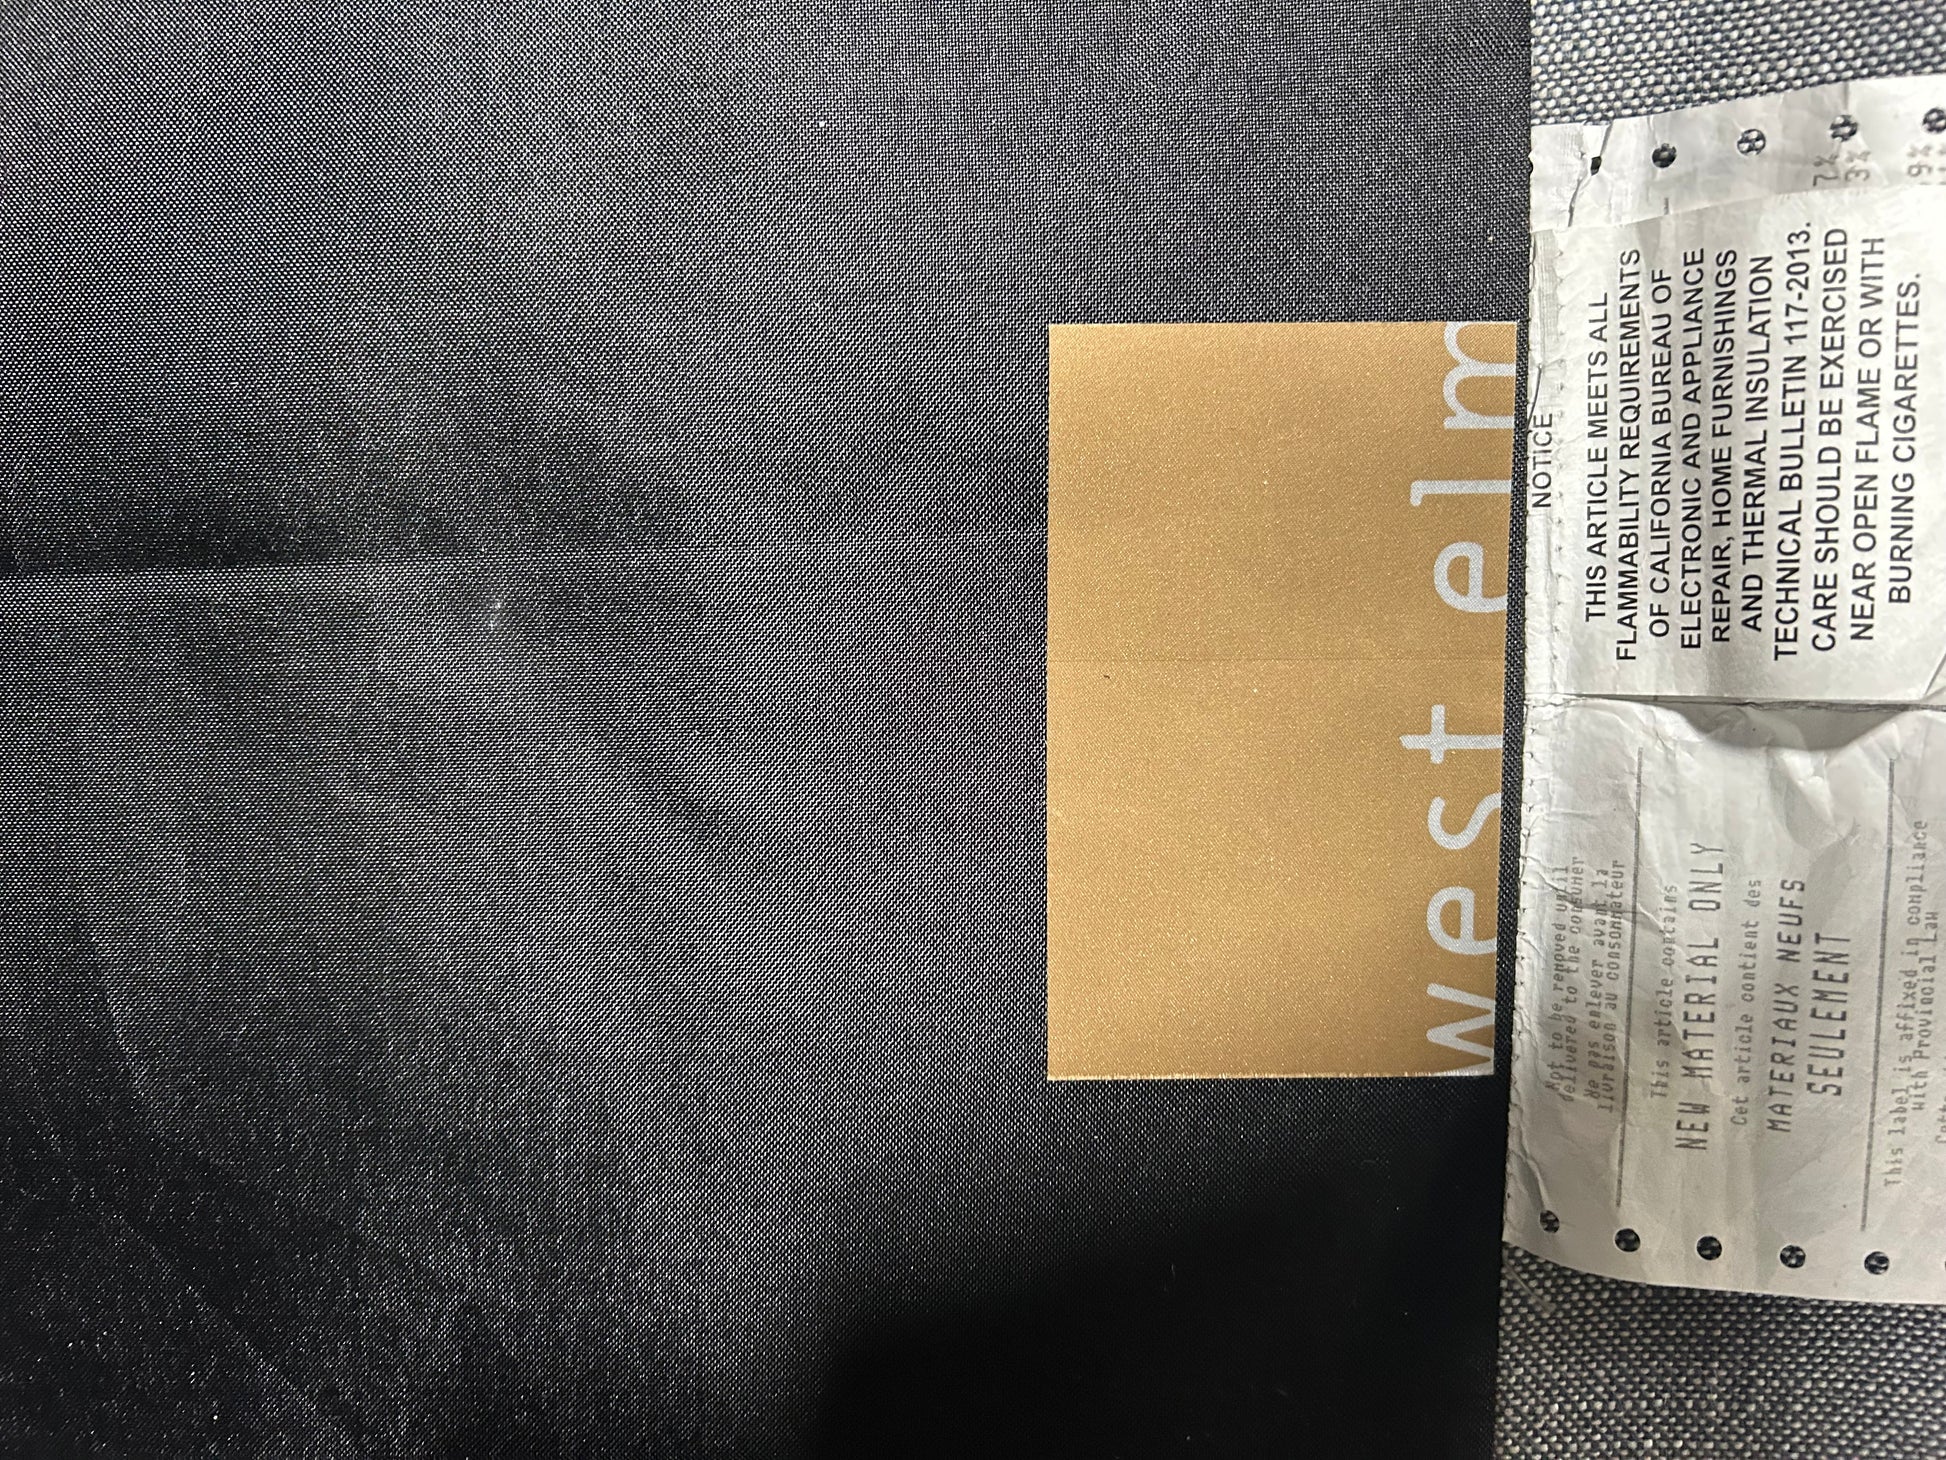 west elm
NOTICE
THIS ARTICLE MEETS ALL
FLAMMABILITY REQUIREMENTS
OF CALIFORNIA BUREAU OF
ELECTRONIC AND APPLIANCE
REPAIR, HOME FURNISHINGS
AND THERMAL INSULATION
TECHNICAL BULLETIN 117-2013.
CARE SHOULD BE EXERCISED
NEAR OPEN FLAME OR WITH
BURNING CIGARETTES.
7%
3%
9%
Not to be removed until
delivered to the consumer
Ne pas enlever avant la
livraison au consommateur
This article contains
NEW MATERIAL ONLY
Cet article contient des
MATERIAUX NEUFS
SEULEMENT
This label is affixed in compliance
with Provincial Law